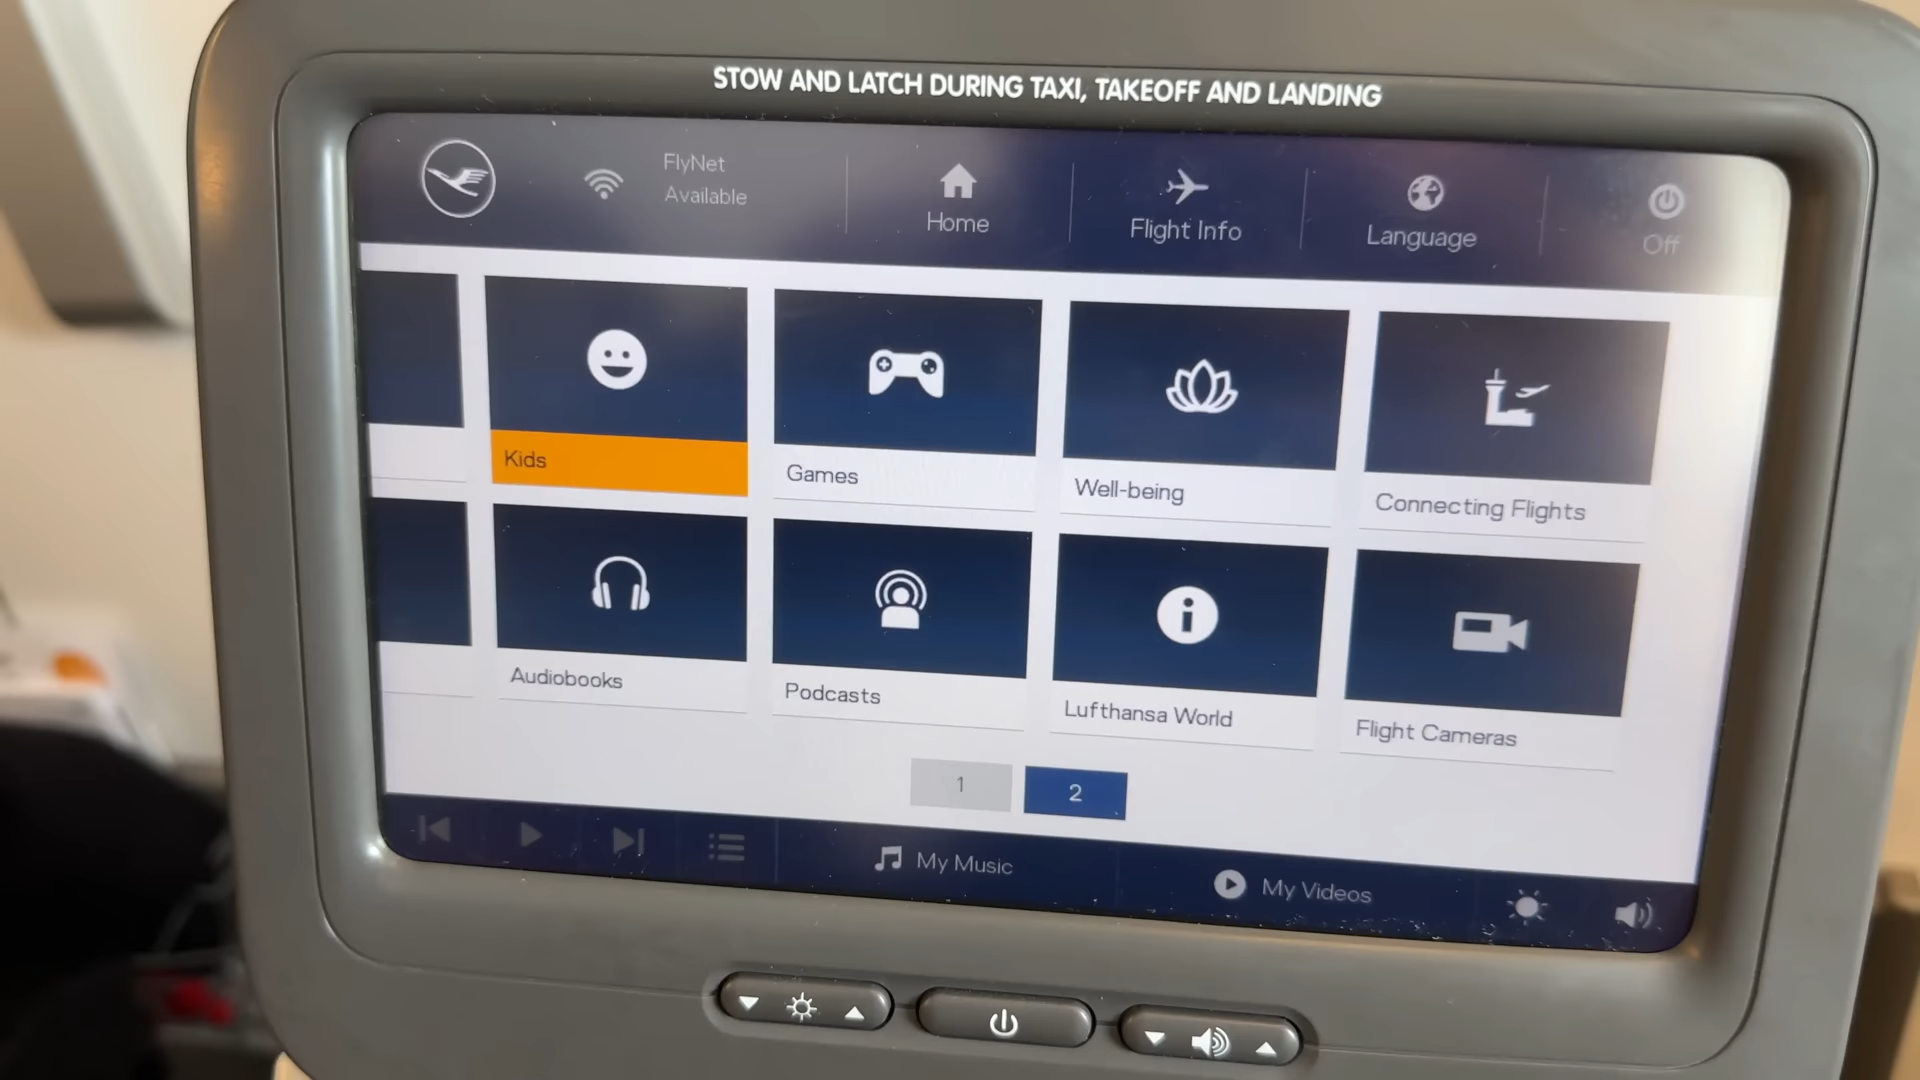 STOW AND LATCH DURING TAXI, TAKEOFF AND LANDING
FlyNet
Available
Home
Flight Info
Language
Off
Kids
Games
Well-being
Connecting Flights
Audiobooks
Podcasts
Lufthansa World
Flight Cameras
1
2
My Music
My Videos